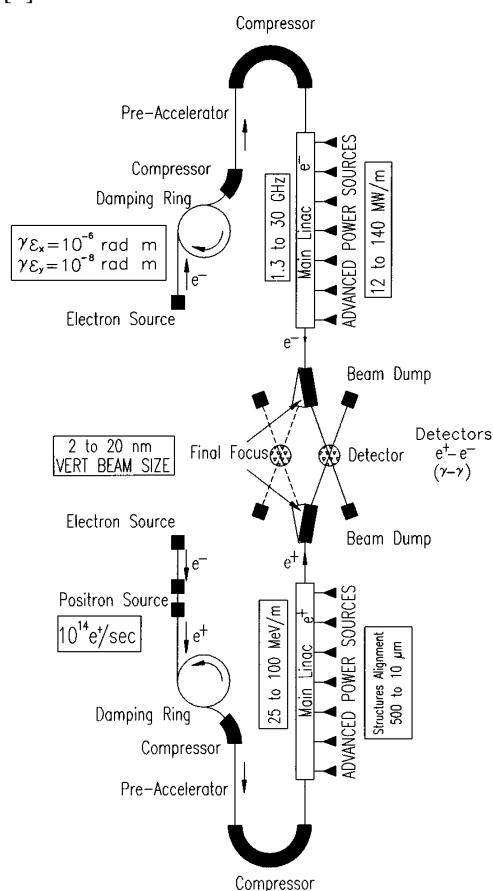 Compressor
Pre-Accelerator
Compressor
Damping Ring
γεx=10⁻⁶ rad m
γεy=10⁻⁸ rad m
e⁻
Electron Source
1.3 to 30 GHz
Main Linac e⁻
ADVANCED POWER SOURCES
12 to 140 MW/m
e⁻
Beam Dump
2 to 20 nm
VERT BEAM SIZE
Final Focus
Detector
Detectors
e⁺–e⁻
(γ–γ)
Beam Dump
e⁺
Electron Source
e⁻
Positron Source
10¹⁴e⁺/sec
e⁺
Damping Ring
Compressor
Pre-Accelerator
25 to 100 MeV/m
Main Linac e⁺
ADVANCED POWER SOURCES
Structures Alignment
500 to 10 μm
Compressor